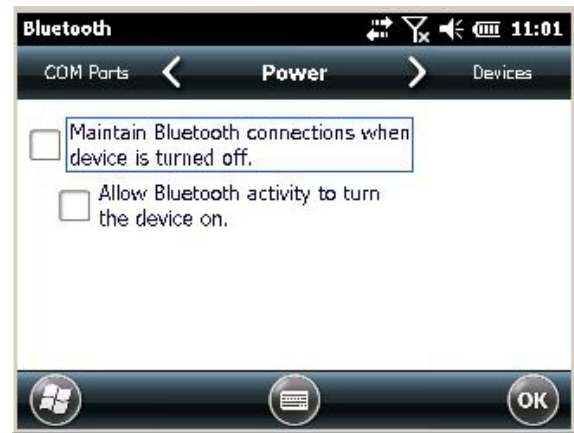 Bluetooth 11:01
COM Ports Power Devices
Maintain Bluetooth connections when
device is turned off.
Allow Bluetooth activity to turn
the device on.
OK